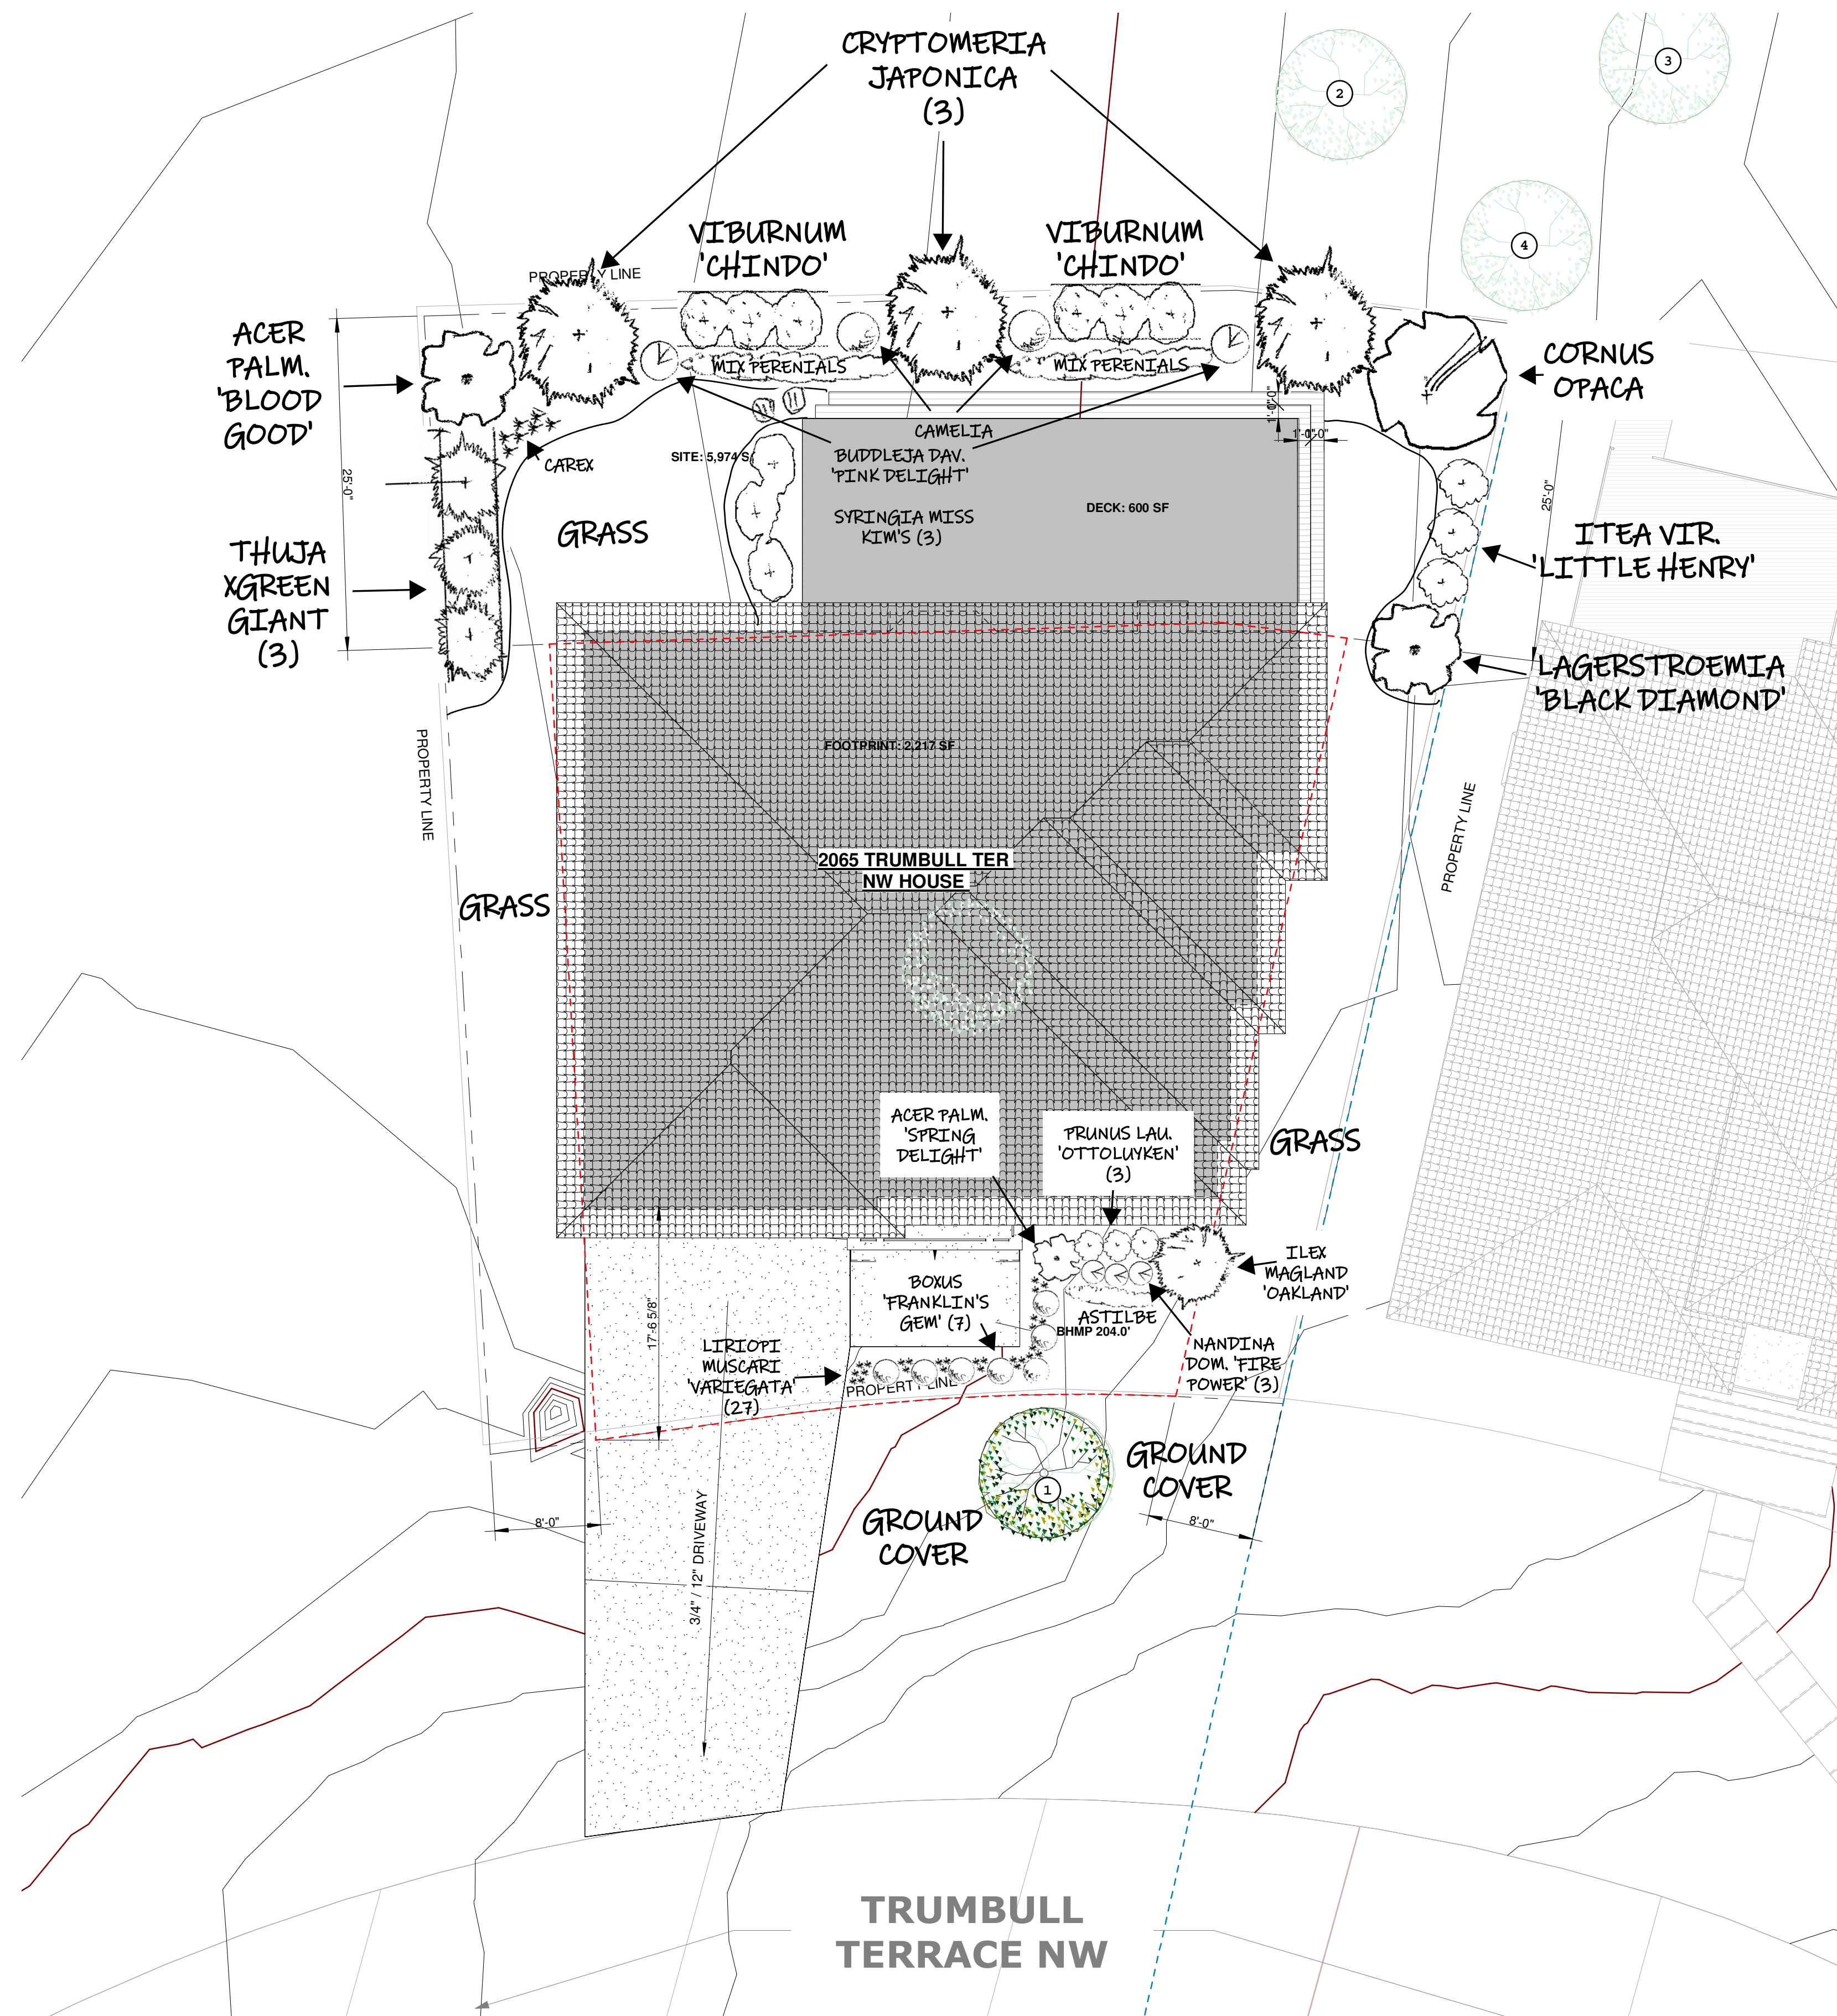 CRYPTOMERIA
JAPONICA
(3)
2
3
4
VIBURNUM
'CHINDO'
VIBURNUM
'CHINDO'
PROPERTY LINE
ACER
PALM.
'BLOOD
GOOD'
MIX PERENIALS
MIX PERENIALS
CORNUS
OPACA
CAREX
SITE: 5,974 S
CAMELIA
BUDDLEJA DAV.
'PINK DELIGHT'
SYRINGIA MISS
KIM'S (3)
DECK: 600 SF
1'-0"
25'-0"
25'-0"
GRASS
THUJA
XGREEN
GIANT
(3)
ITEA VIR.
'LITTLE HENRY'
LAGERSTROEMIA
'BLACK DIAMOND'
PROPERTY LINE
FOOTPRINT: 2,217 SF
PROPERTY LINE
2065 TRUMBULL TER
NW HOUSE
GRASS
ACER PALM.
'SPRING
DELIGHT'
PRUNUS LAU.
'OTTOLUYKEN'
(3)
GRASS
ILEX
MAGLAND
'OAKLAND'
BOXUS
'FRANKLIN'S
GEM' (7)
ASTILBE
BHMP 204.0'
17'-6 5/8"
LIRIOPI
MUSCARI
'VARIEGATA'
(27)
NANDINA
DOM. 'FIRE
POWER' (3)
PROPERTY LINE
GROUND
COVER
1
GROUND
COVER
8'-0"
8'-0"
3/4" / 12" DRIVEWAY
TRUMBULL
TERRACE NW